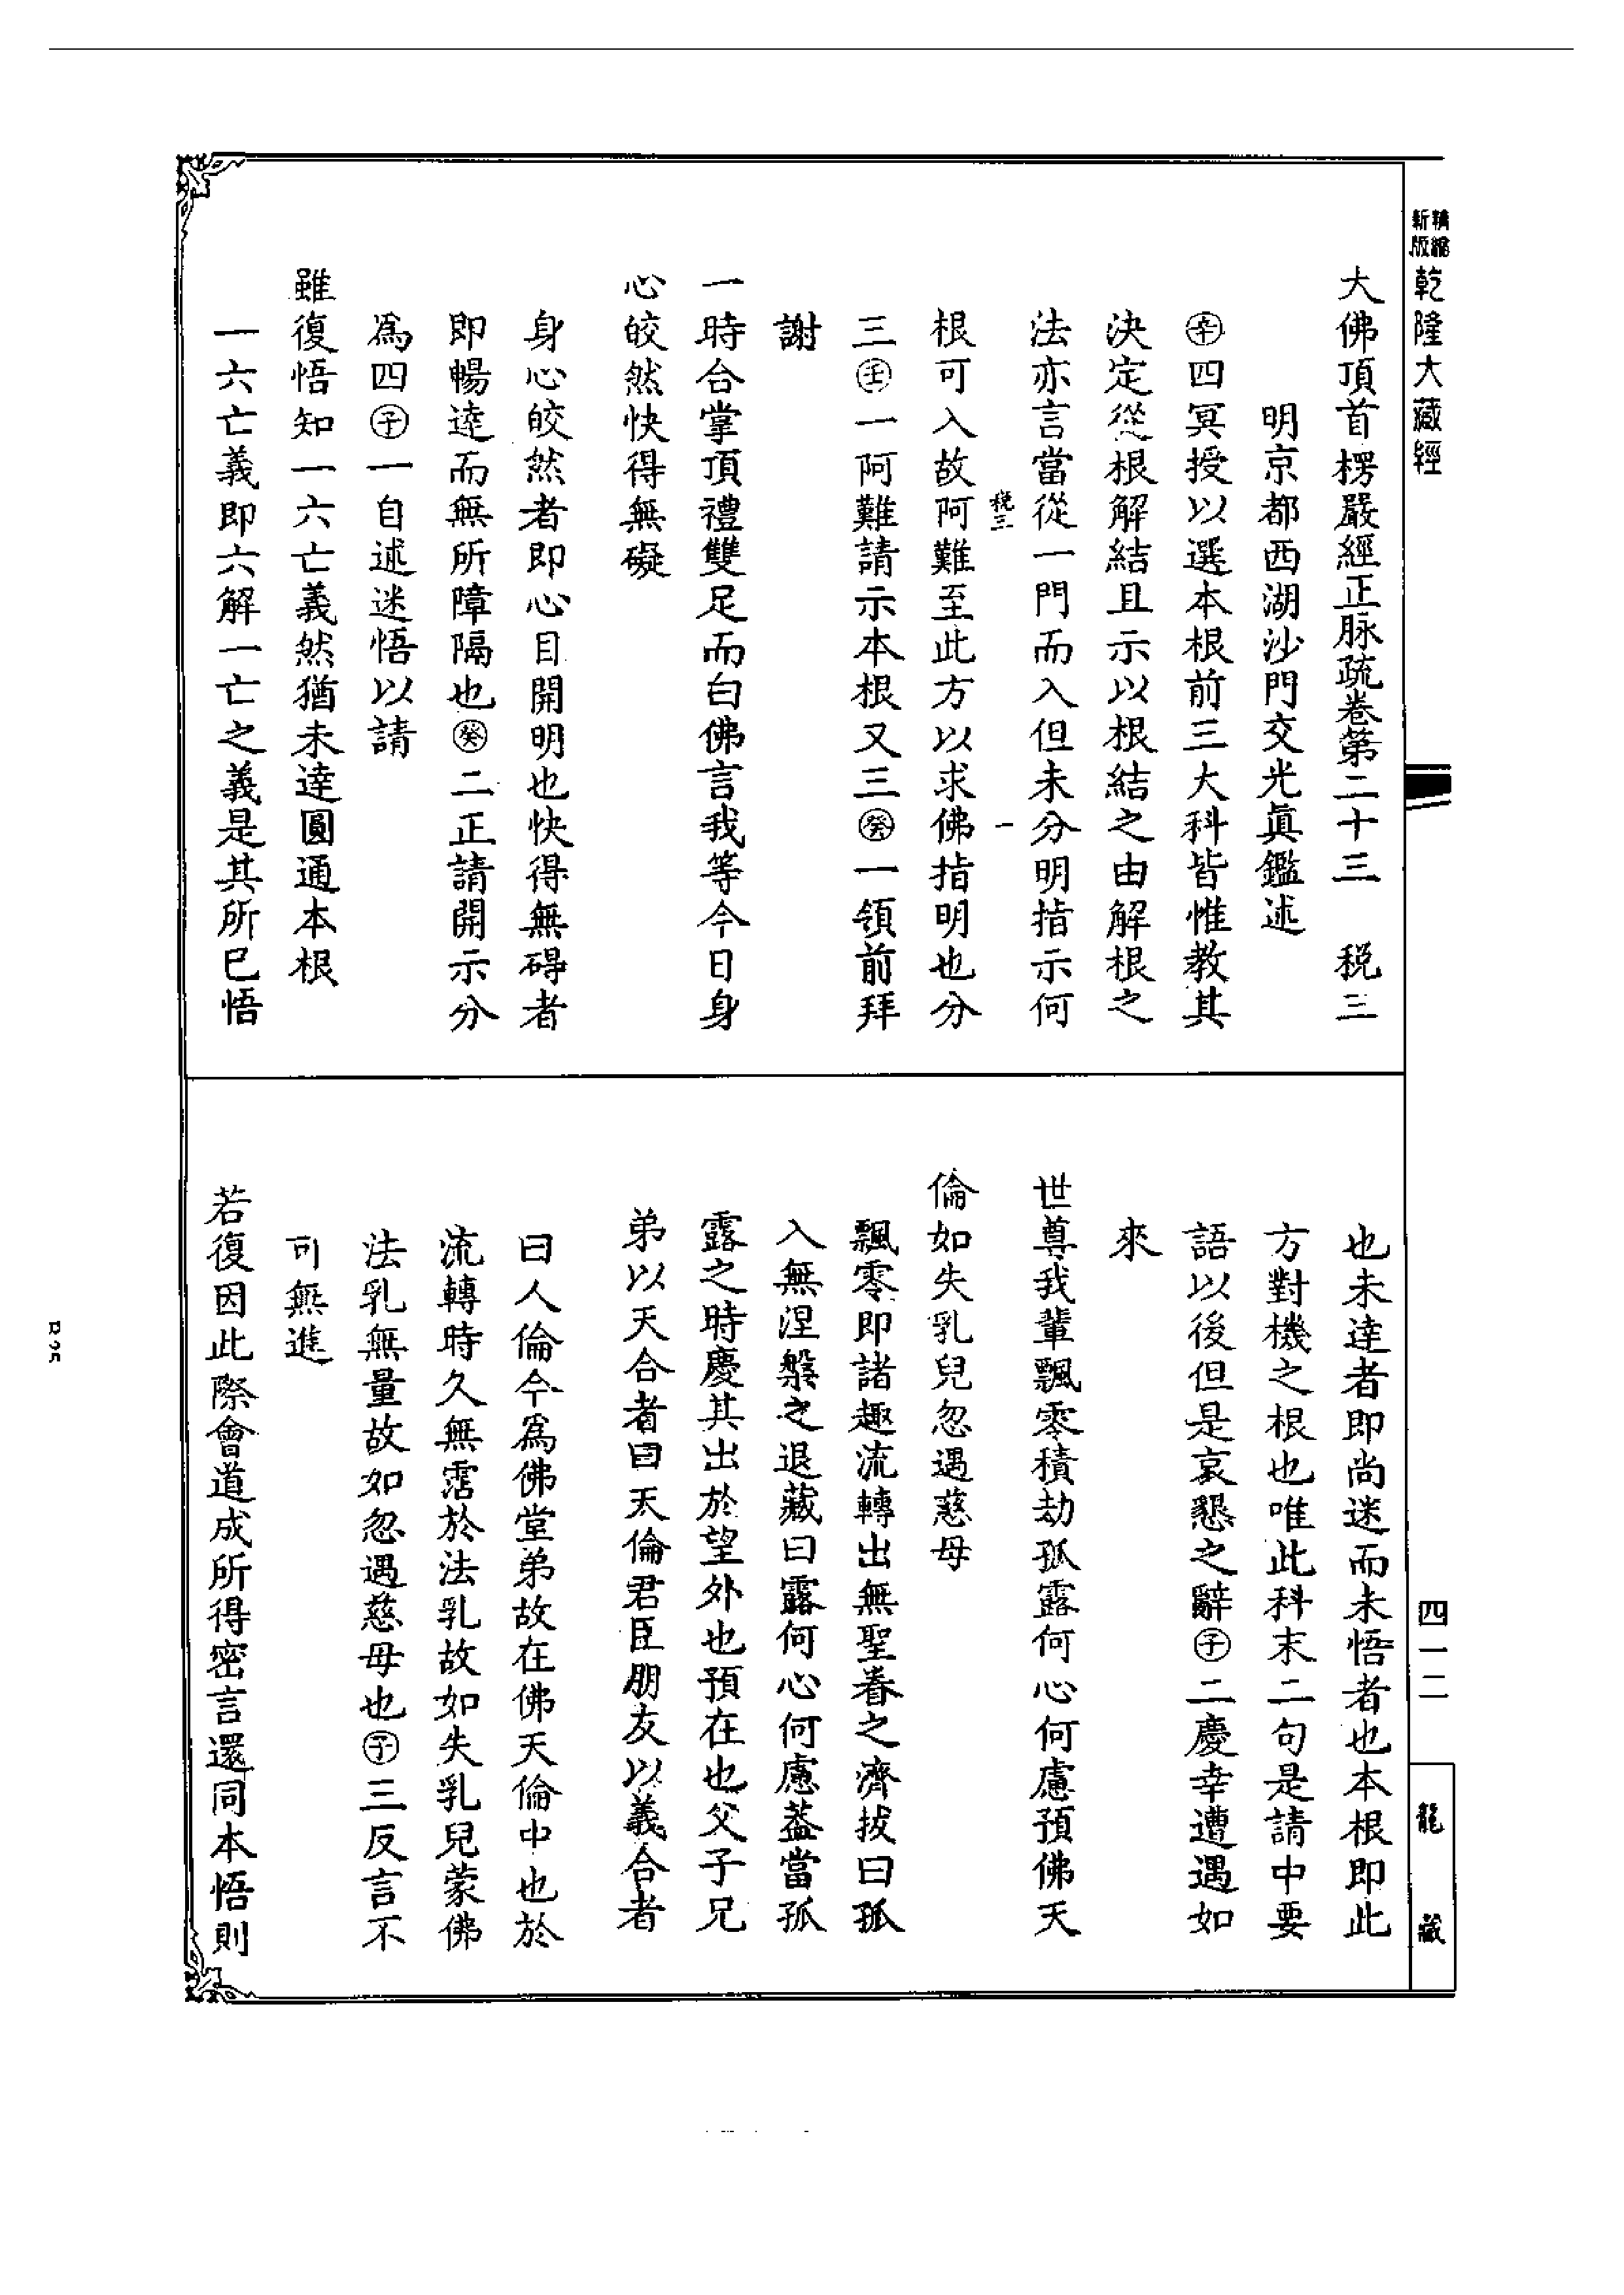 新版精縮乾隆大藏經
大佛頂首楞嚴經正脉疏卷第二十三　稅三
明京都西湖沙門交光眞鑑述
㊛四冥授以選本根前三大科皆惟教其
決定從根解結且示以根結之由解根之
法亦言當從一門而入但未分明指示何
稅三　一
根可入故阿難至此方以求佛指明也分
三壬一阿難請示本根又三癸一領前拜
謝
一時合掌頂禮雙足而白佛言我等今日身
心皎然快得無礙
身心皎然者即心目開明也快得無碍者
即暢達而無所障隔也癸二正請開示分
爲四子一自述迷悟以請
雖復悟知一六亡義然猶未達圓通本根
一六亡義即六解一亡之義是其所已悟
也未達者即尚迷而未悟者也本根即此
方對機之根也唯此科末二句是請中要
語以後但是哀懇之辭子二慶幸遭遇如
來
世尊我輩飄零積劫孤露何心何慮預佛天
倫如失乳兒忽遇慈母
飄零即諸趣流轉出無聖眷之濟拔曰孤
入無涅槃之退藏曰露何心何慮葢當孤
露之時慶其出於望外也預在也父子兄
弟以天合者曰天倫君臣朋友以義合者
曰人倫今爲佛堂弟故在佛天倫中也於
流轉時久無霑於法乳故如失乳兒蒙佛
法乳無量故如忽遇慈母也子三反言不
可無進
若復因此際會道成所得密言還同本悟則
四一二
龍藏